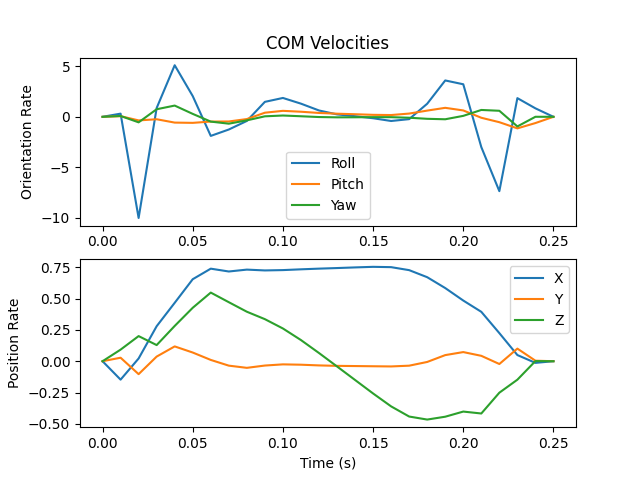 COM Velocities
Orientation Rate
5
0
−5
−10
Roll
Pitch
Yaw
0.00 0.05 0.10 0.15 0.20 0.25
Position Rate
0.75
0.50
0.25
0.00
−0.25
−0.50
X
Y
Z
0.00 0.05 0.10 0.15 0.20 0.25
Time (s)